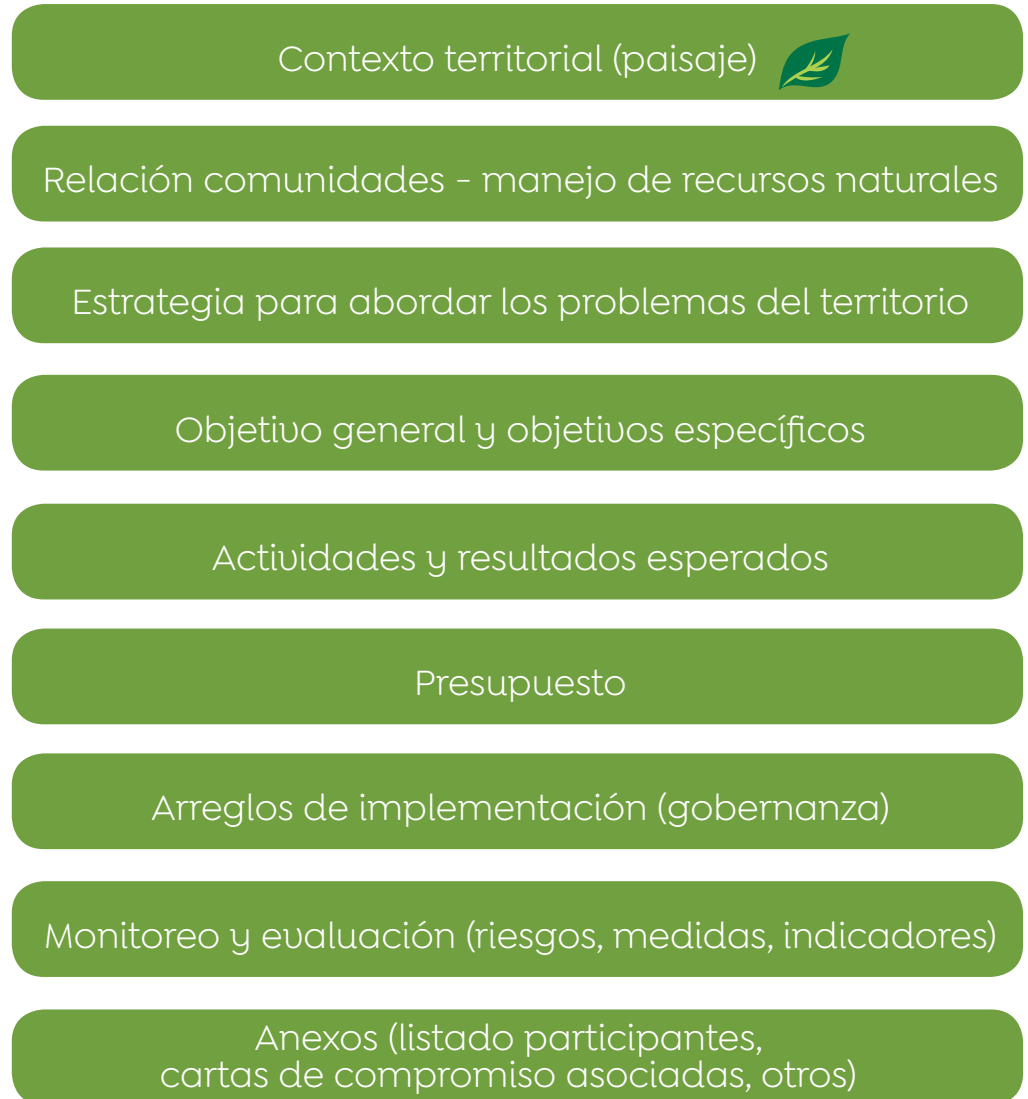 Contexto territorial (paisaje)
Relación comunidades - manejo de recursos naturales
Estrategia para abordar los problemas del territorio
Objetivo general y objetivos específicos
Actividades y resultados esperados
Presupuesto
Arreglos de implementación (gobernanza)
Monitoreo y evaluación (riesgos, medidas, indicadores)
Anexos (listado participantes,
cartas de compromiso asociadas, otros)